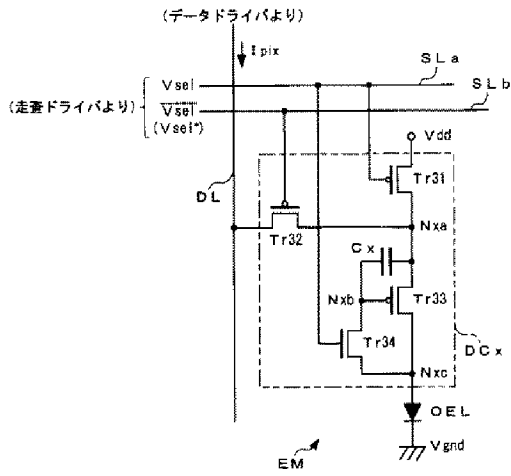 (データドライバより)
Ipix
SLa
Vsel
SLb
(走査ドライバより)
Vsel
(Vsel*)
Vdd
DL
Tr31
Tr32
Nxa
Cx
Nxb
Tr33
Tr34
DCx
Nxc
OEL
Vgnd
EM